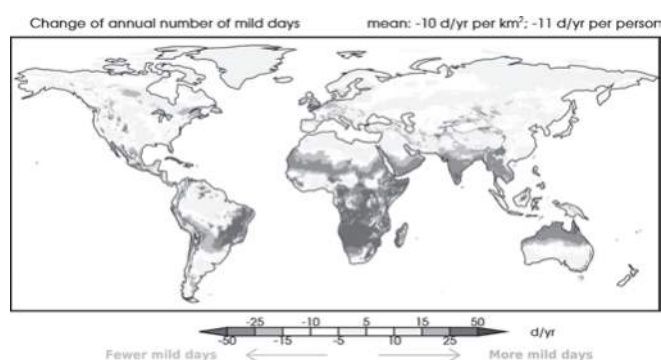 Change of annual number of mild days mean: -10 d/yr per km²; -11 d/yr per person
-25 -10 5 15 50
-50 -15 -5 10 25 d/yr
Fewer mild days More mild days